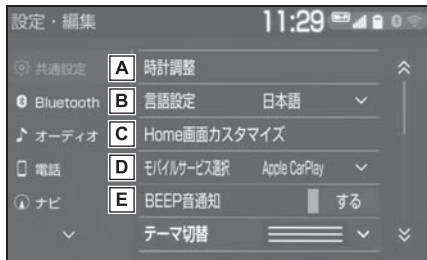 設定・編集 11:29
共通設定 A 時計調整
Bluetooth B 言語設定 日本語
オーディオ C Home画面カスタマイズ
電話 D モバイルサービス選択 Apple CarPlay
ナビ E BEEP音通知 する
テーマ切替